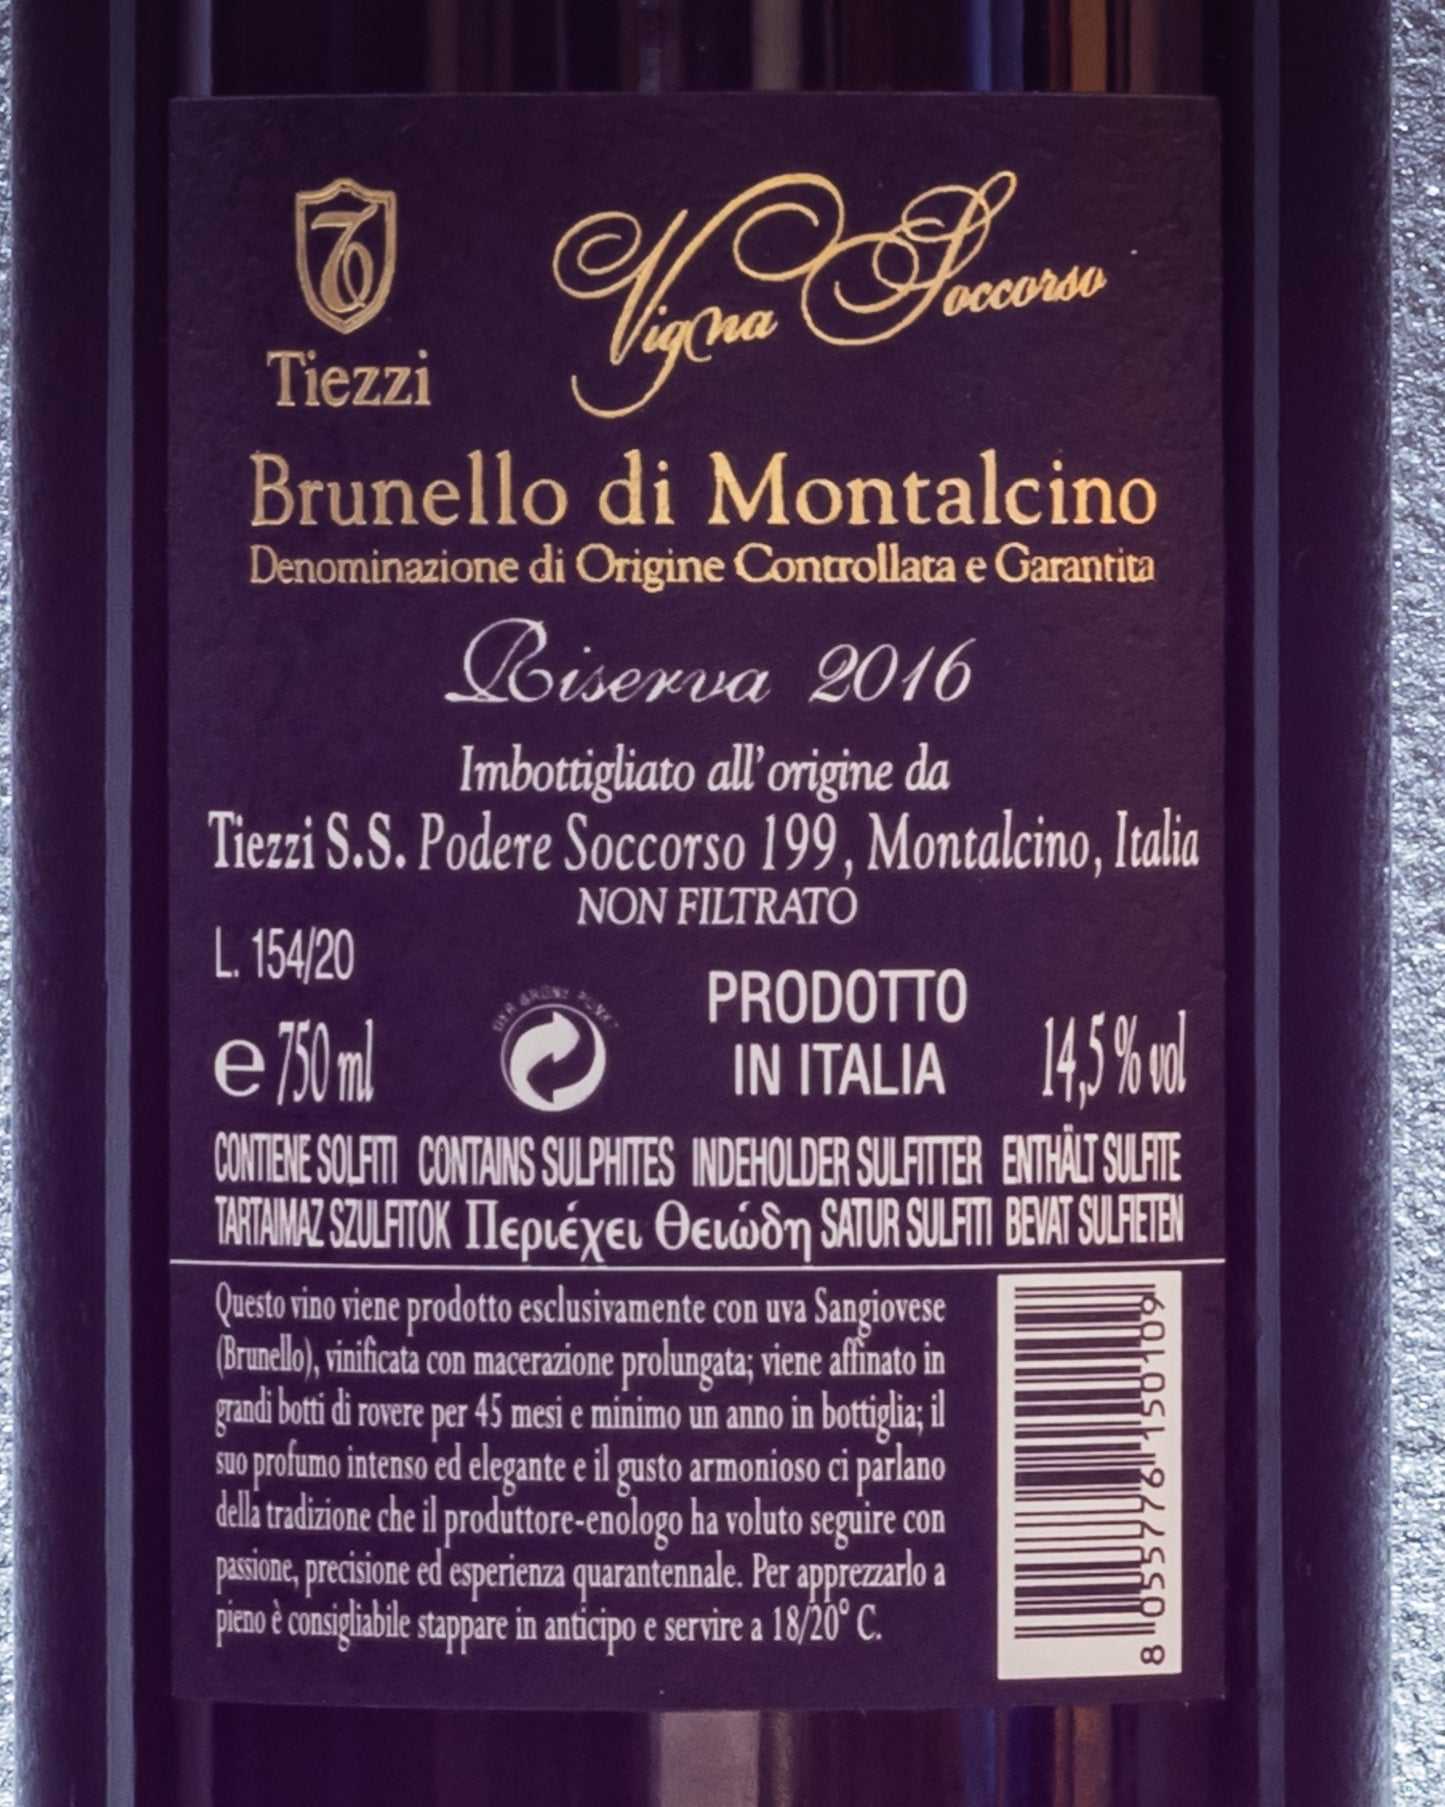 Tiezzi
Vigna Soccorso
Brunello di Montalcino
Denominazione di Origine Controllata e Garantita
Riserva 2016
Imbottigliato all'origine da
Tiezzi S.S. Podere Soccorso 199, Montalcino, Italia
NON FILTRATO
L. 154/20
DER GRÜNE PUNKT
PRODOTTO
IN ITALIA
e 750 ml
14,5 % vol
CONTIENE SOLFITI CONTAINS SULPHITES INDEHOLDER SULFITTER ENTHÄLT SULFITE
TARTAIMAZ SZULFITOK Περιέχει Θειώδη SATUR SULFITI BEVAT SULFIETEN
Questo vino viene prodotto esclusivamente con uva Sangiovese
(Brunello), vinificata con macerazione prolungata; viene affinato in
grandi botti di rovere per 45 mesi e minimo un anno in bottiglia; il
suo profumo intenso ed elegante e il gusto armonioso ci parlano
della tradizione che il produttore-enologo ha voluto seguire con
passione, precisione ed esperienza quarantennale. Per apprezzarlo a
pieno è consigliabile stappare in anticipo e servire a 18/20° C.
8 055776 150109